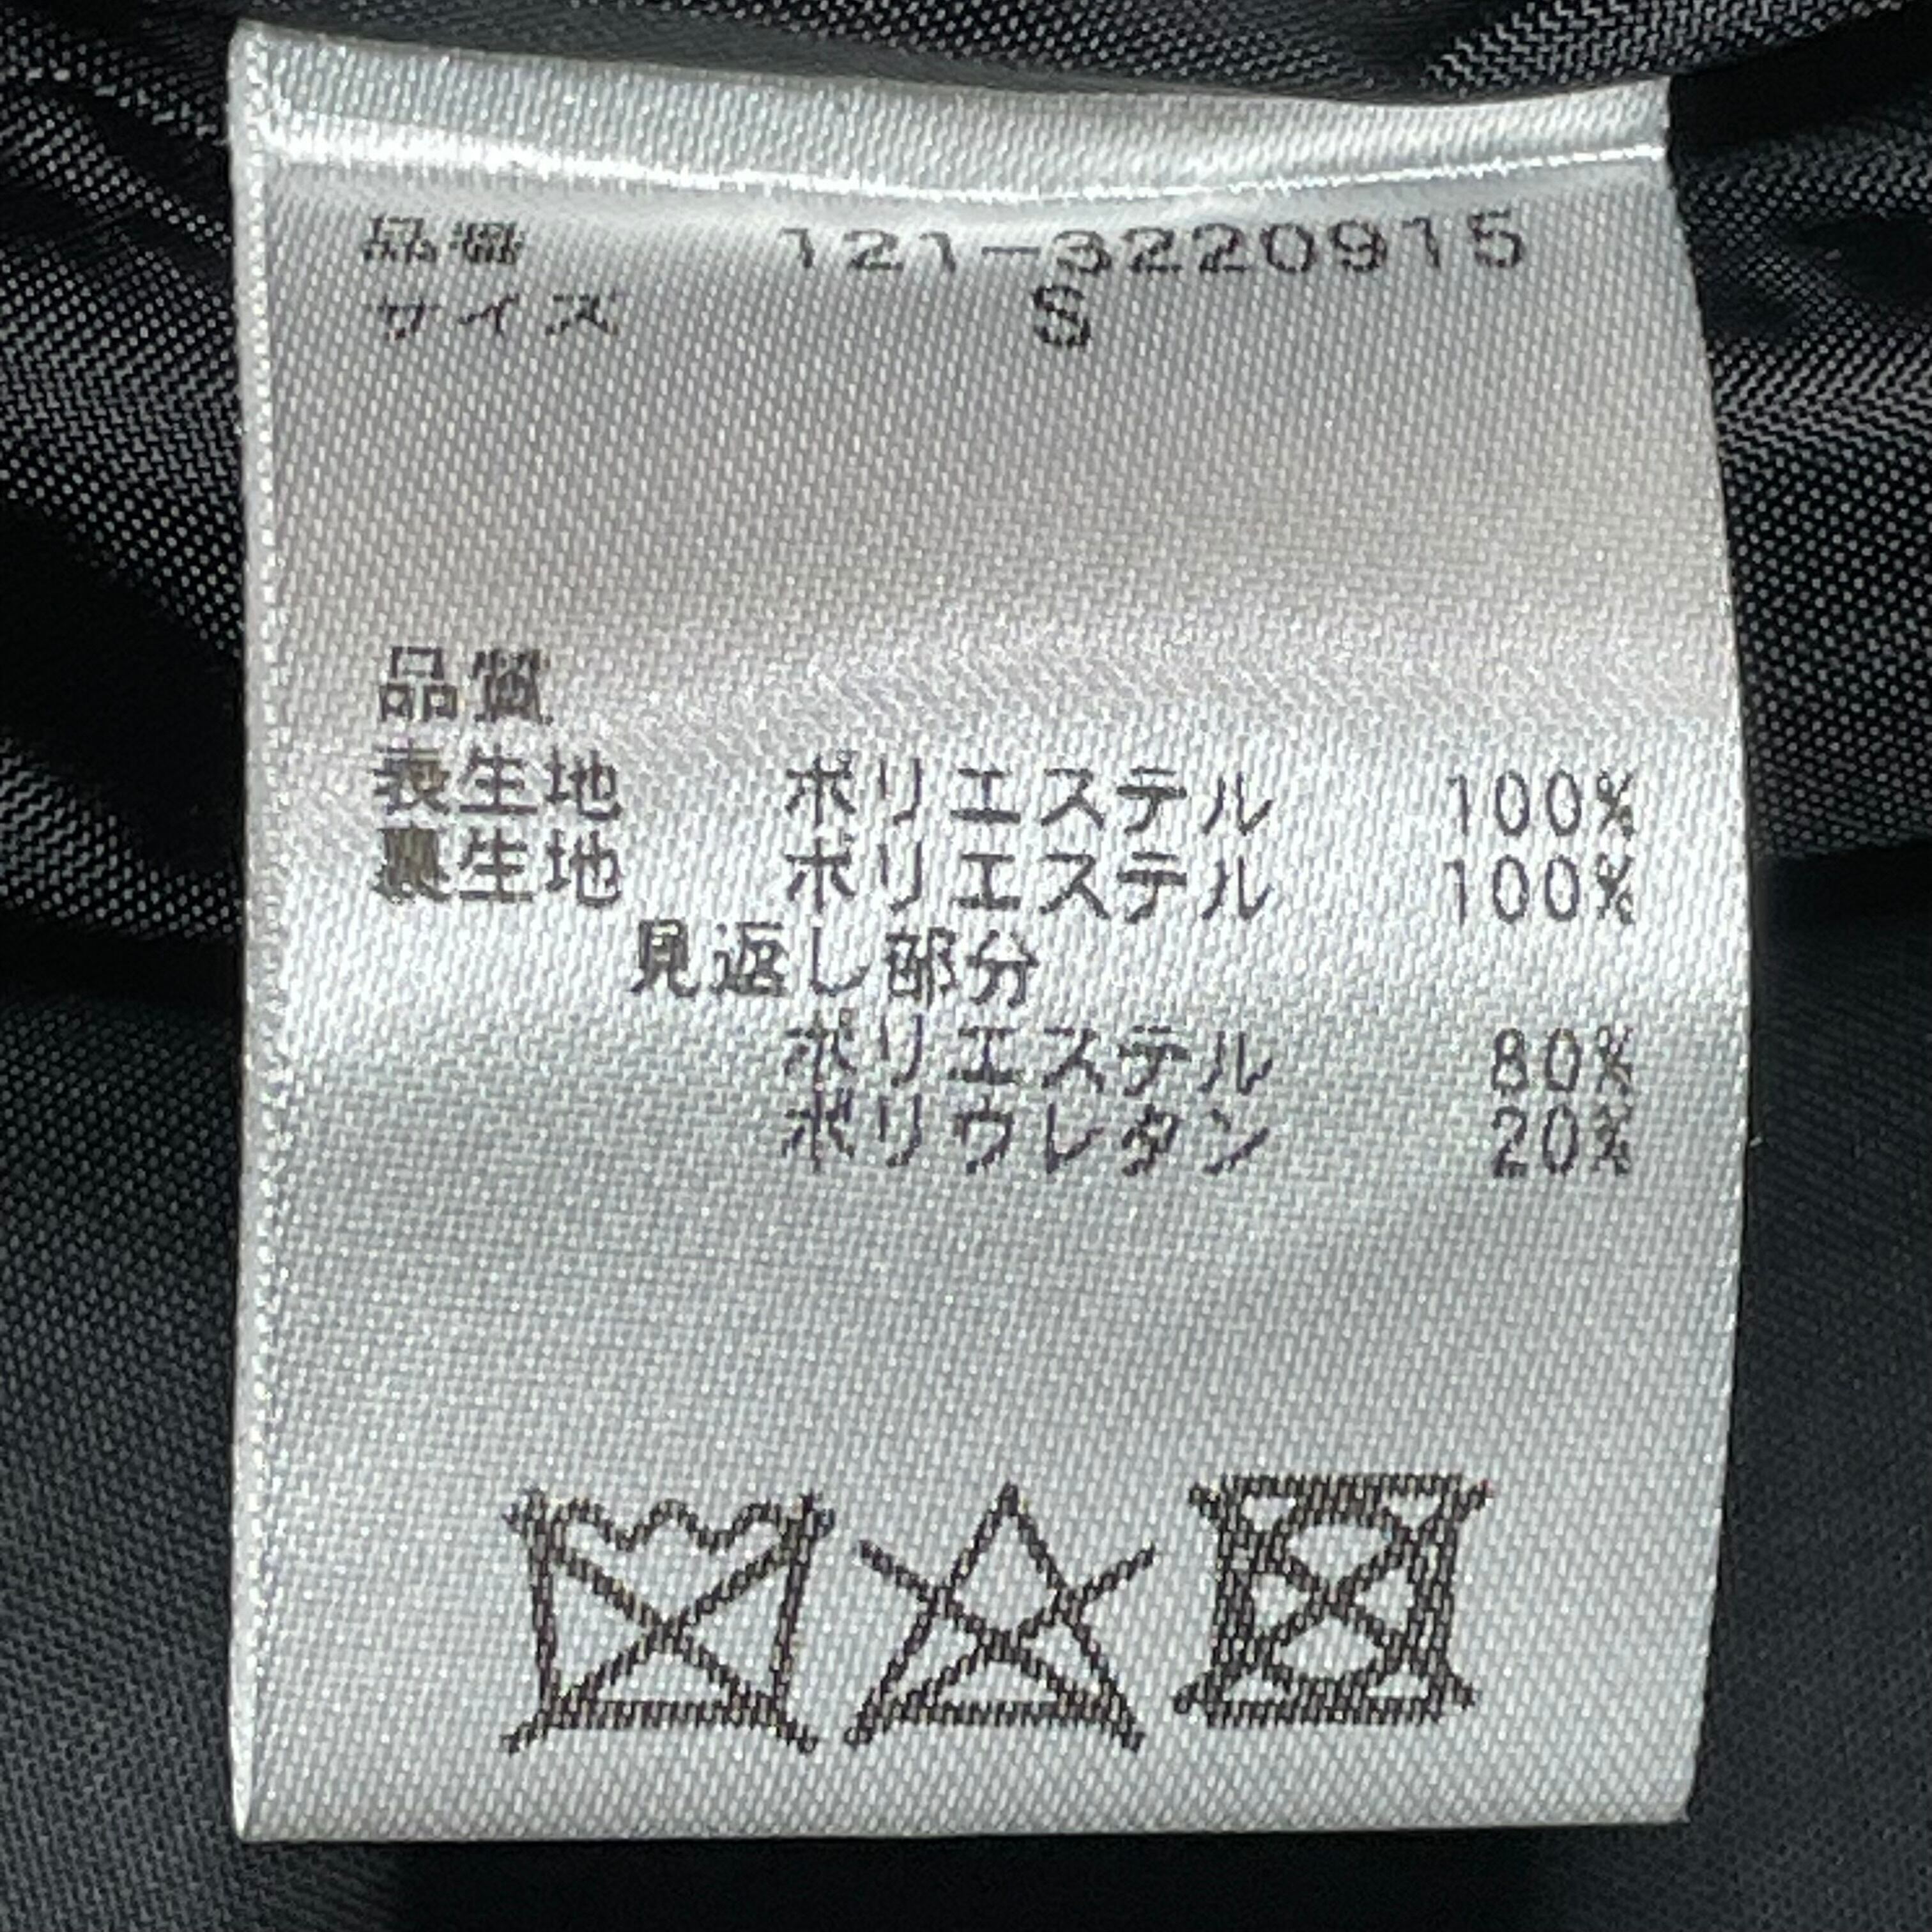 品番 121-3220915
サイズ S
品質
表生地 ポリエステル 100%
裏生地 ポリエステル 100%
見返し部分
ポリエステル 80%
ポリウレタン 20%